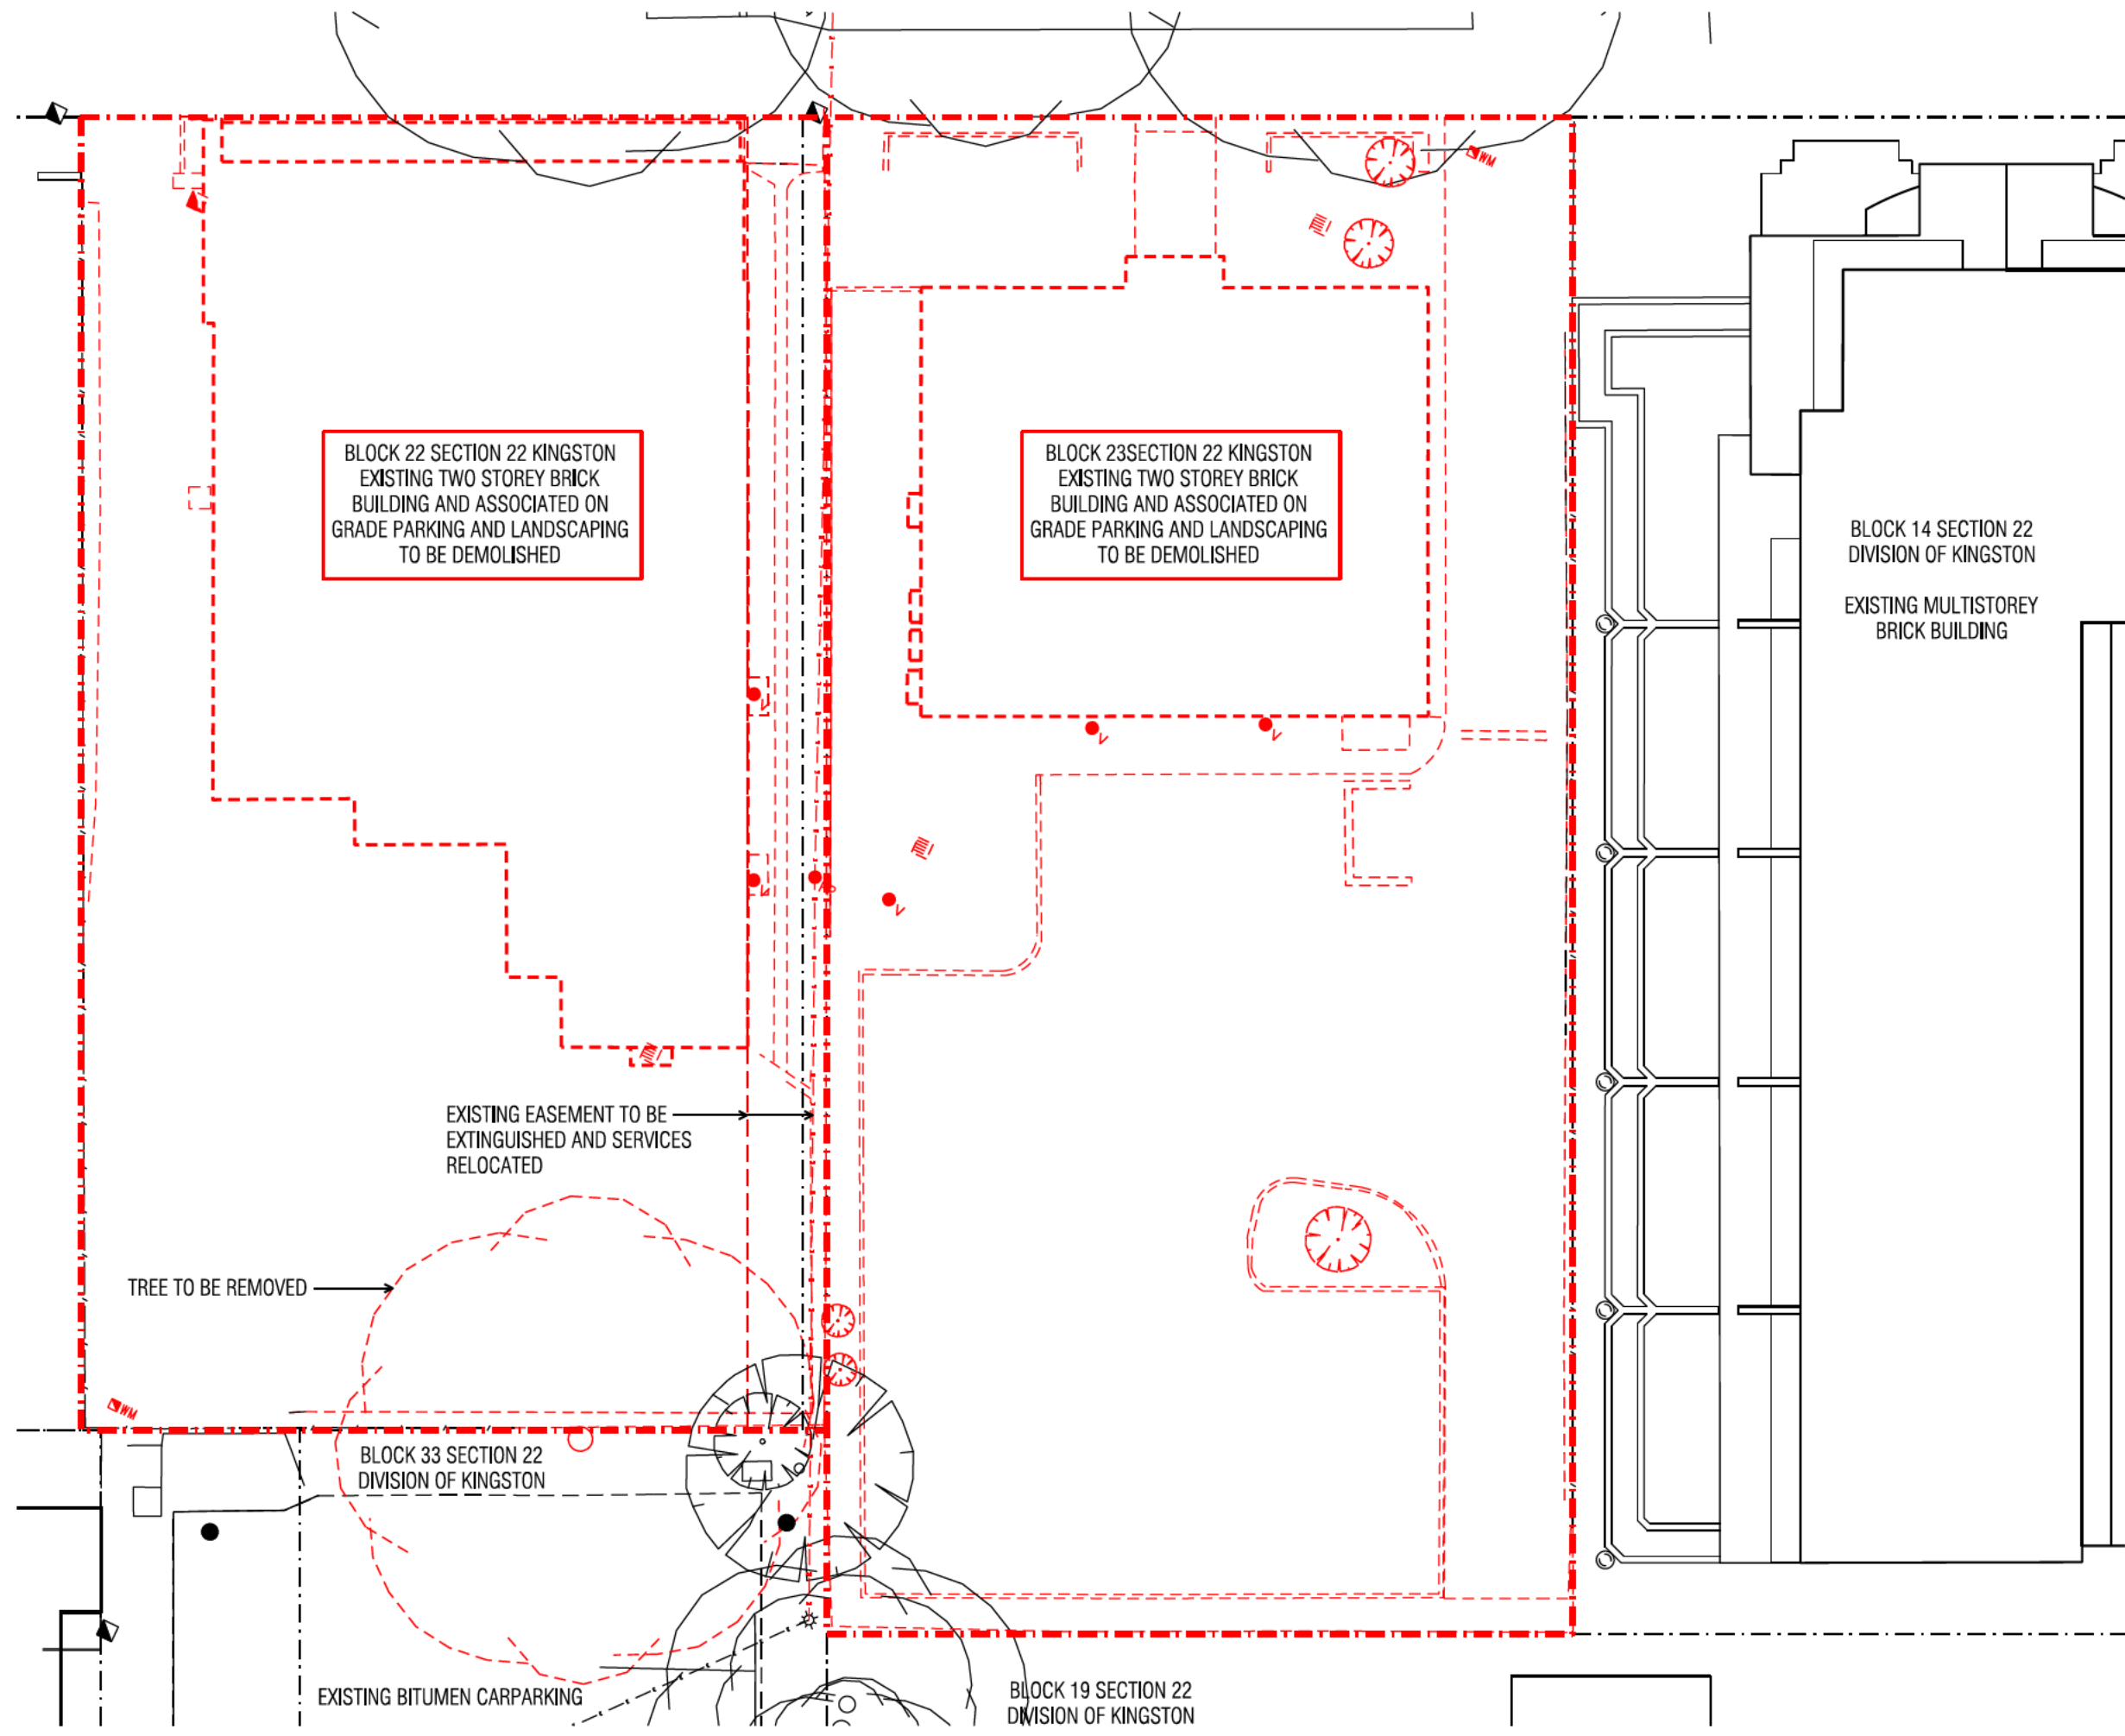 BLOCK 22 SECTION 22 KINGSTON
EXISTING TWO STOREY BRICK
BUILDING AND ASSOCIATED ON
GRADE PARKING AND LANDSCAPING
TO BE DEMOLISHED
BLOCK 23SECTION 22 KINGSTON
EXISTING TWO STOREY BRICK
BUILDING AND ASSOCIATED ON
GRADE PARKING AND LANDSCAPING
TO BE DEMOLISHED
BLOCK 14 SECTION 22
DIVISION OF KINGSTON
EXISTING MULTISTOREY
BRICK BUILDING
WM
V
V
V
V
V
EXISTING EASEMENT TO BE
EXTINGUISHED AND SERVICES
RELOCATED
TREE TO BE REMOVED
WM
BLOCK 33 SECTION 22
DIVISION OF KINGSTON
EXISTING BITUMEN CARPARKING
BLOCK 19 SECTION 22
DIVISION OF KINGSTON